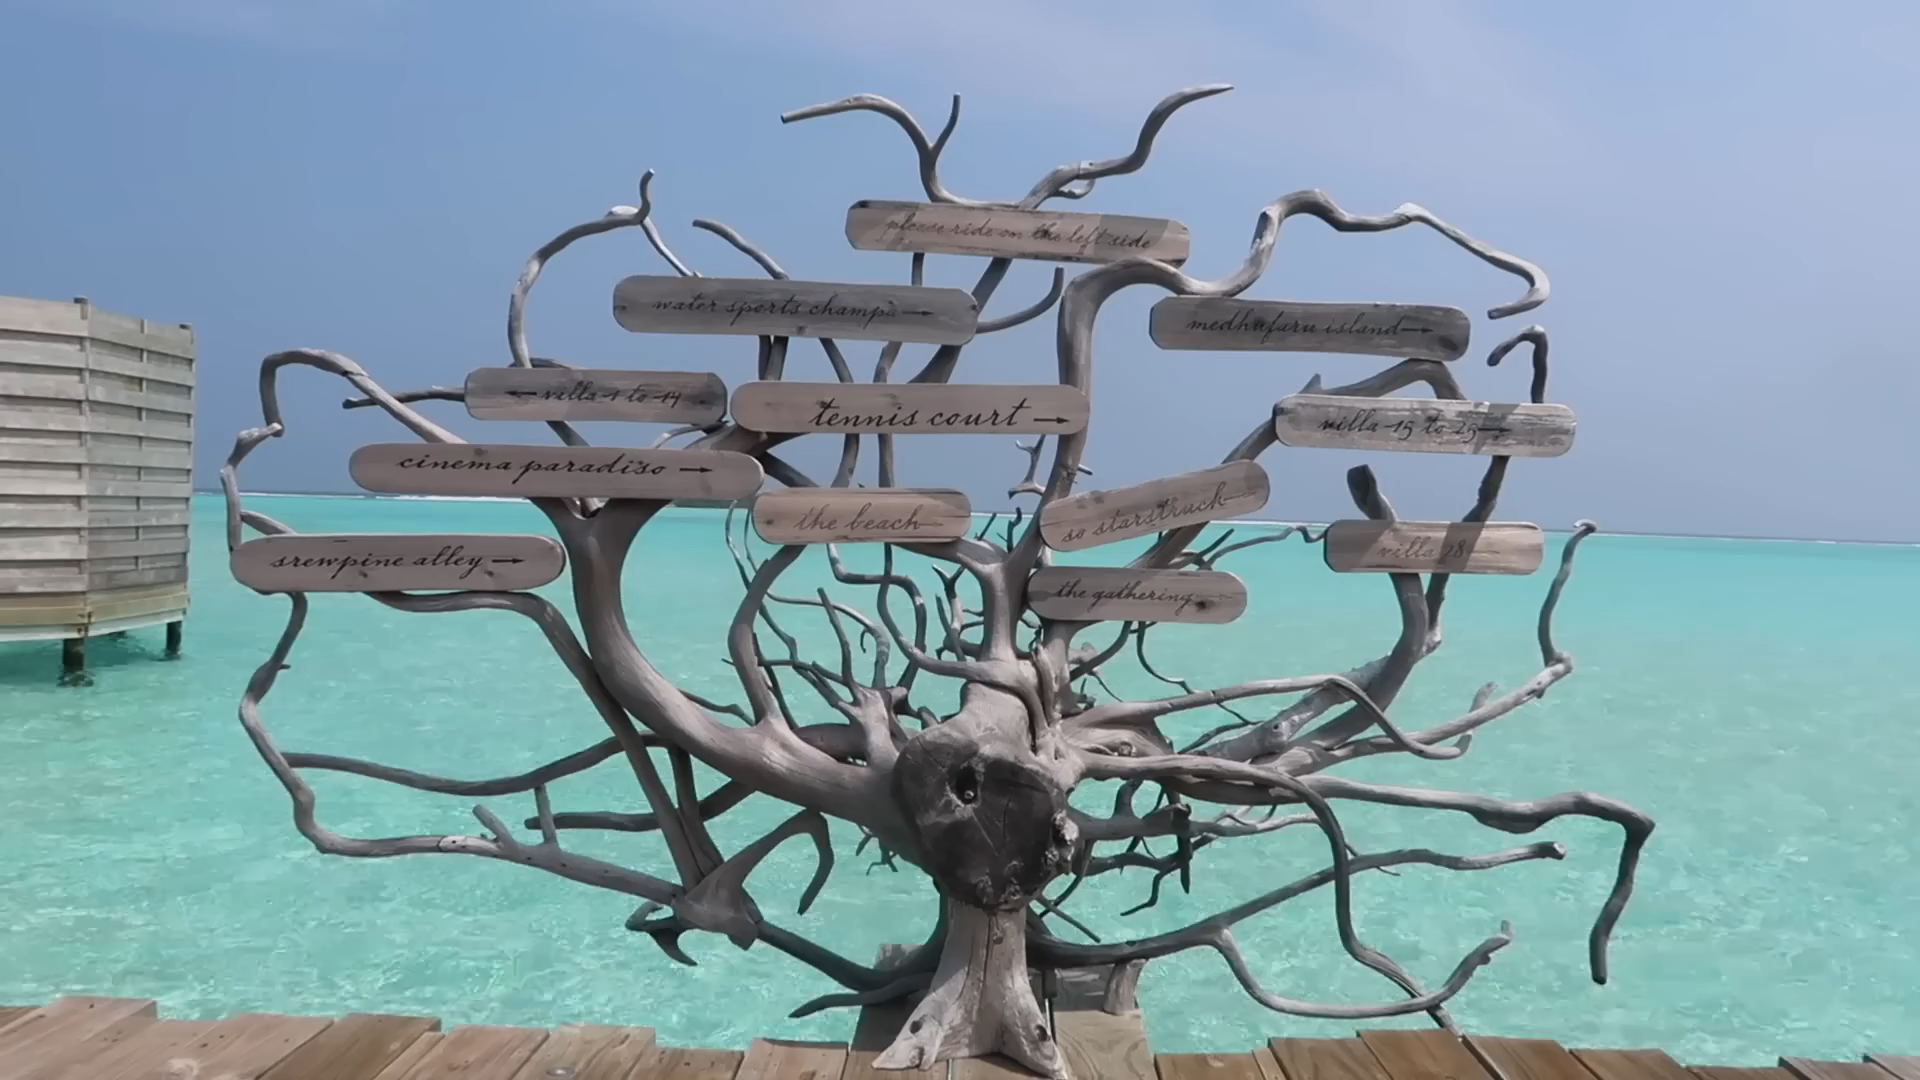 please ride on the left side
water sports champa →
medhufaru island →
← villa 1 to 14
tennis court →
villa 15 to 25 →
cinema paradiso →
the beach
so starstruck
villa 28
srewpine alley →
the gathering